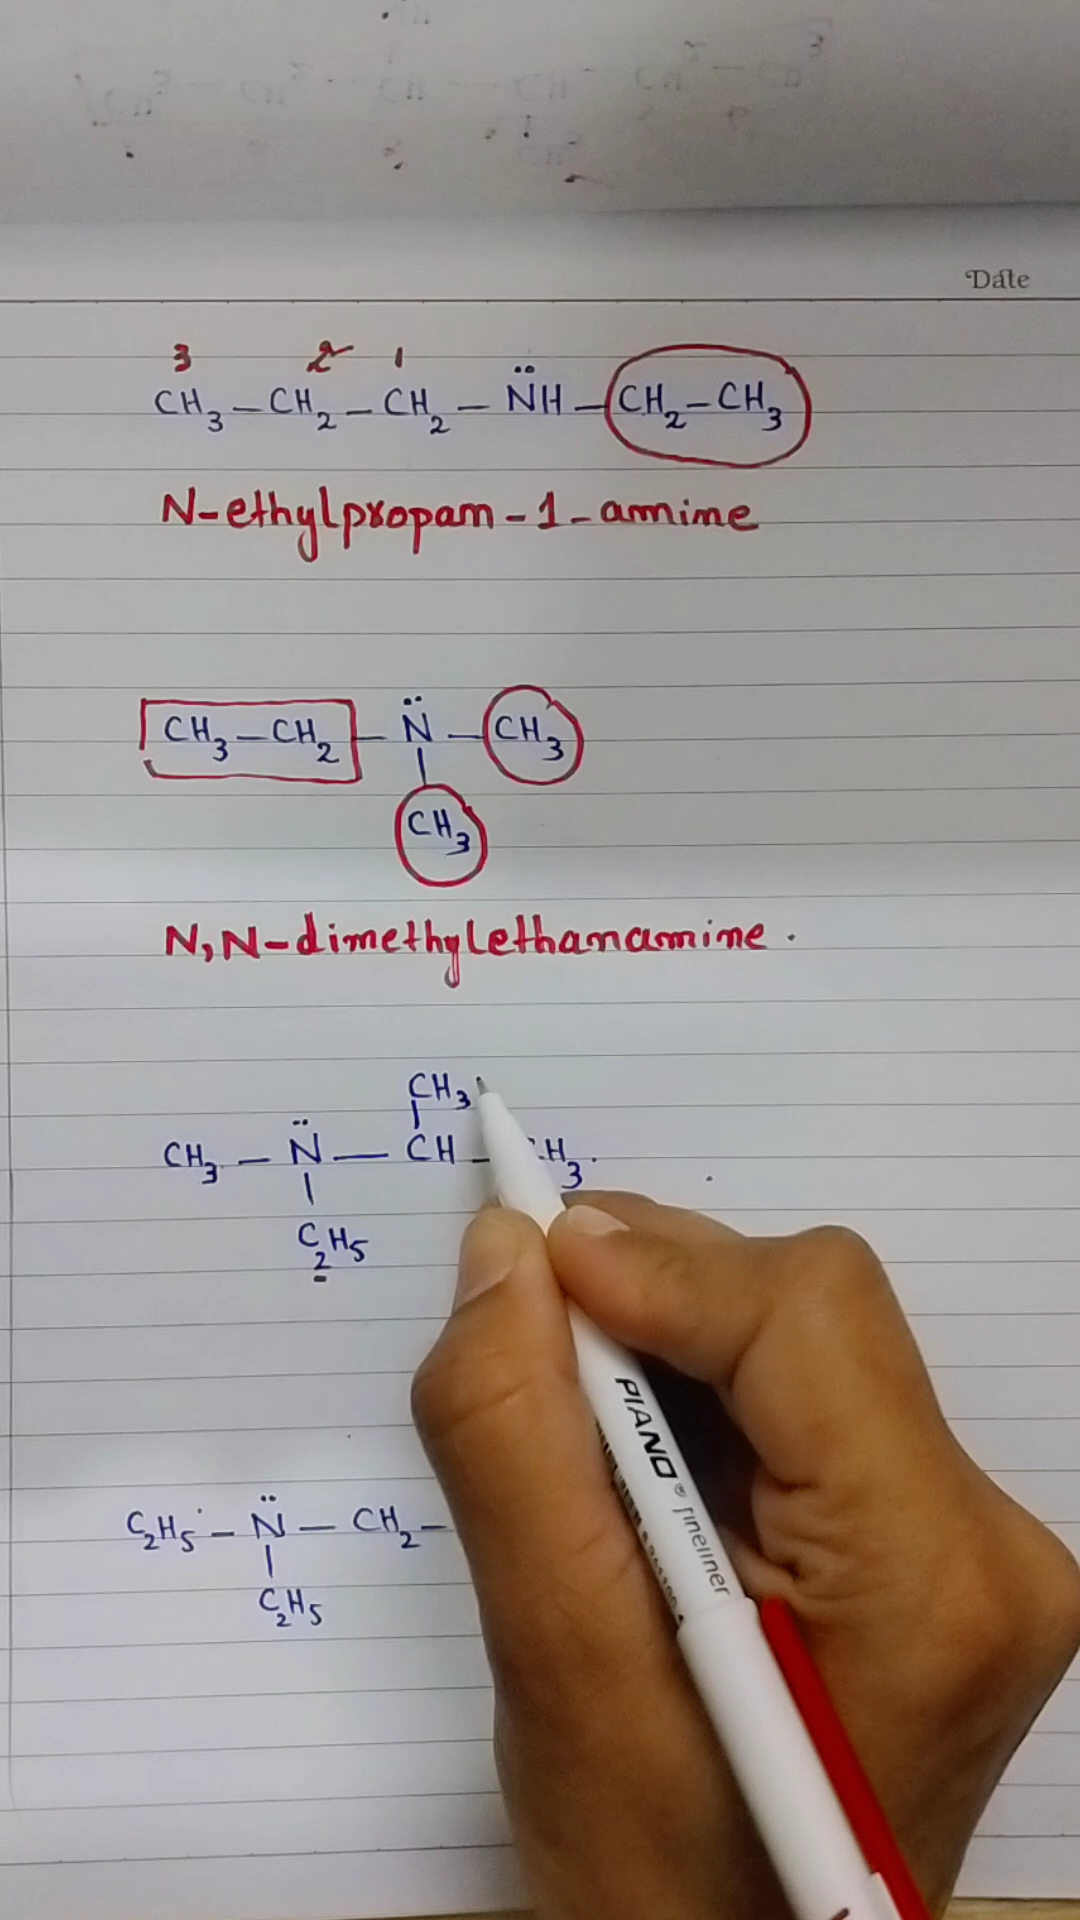 Date
3 2 1
CH3 - CH2 - CH2 - N̈H - CH2 - CH3
N-ethylpropan-1-amine
CH3 - CH2 - N̈ - CH3
|
CH3
N,N-dimethylethanamine.
CH3
|
CH3 - N̈ - CH - CH3.
|
C2H5
C2H5 - N̈ - CH2 -
|
C2H5
PIANO® fineliner